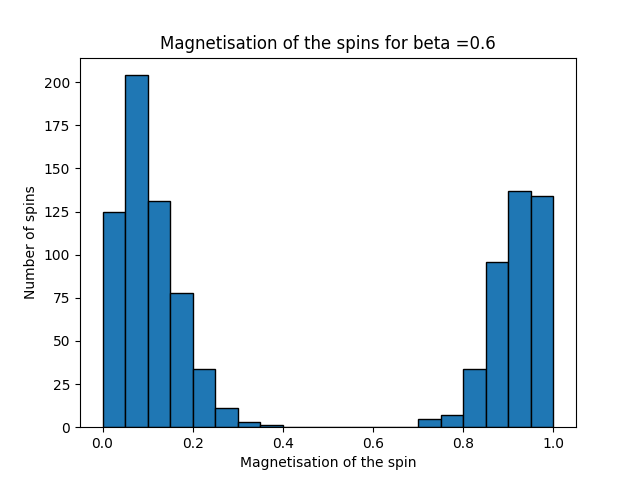 Magnetisation of the spins for beta =0.6
200
175
150
125
100
75
50
25
0
Number of spins
0.0 0.2 0.4 0.6 0.8 1.0
Magnetisation of the spin